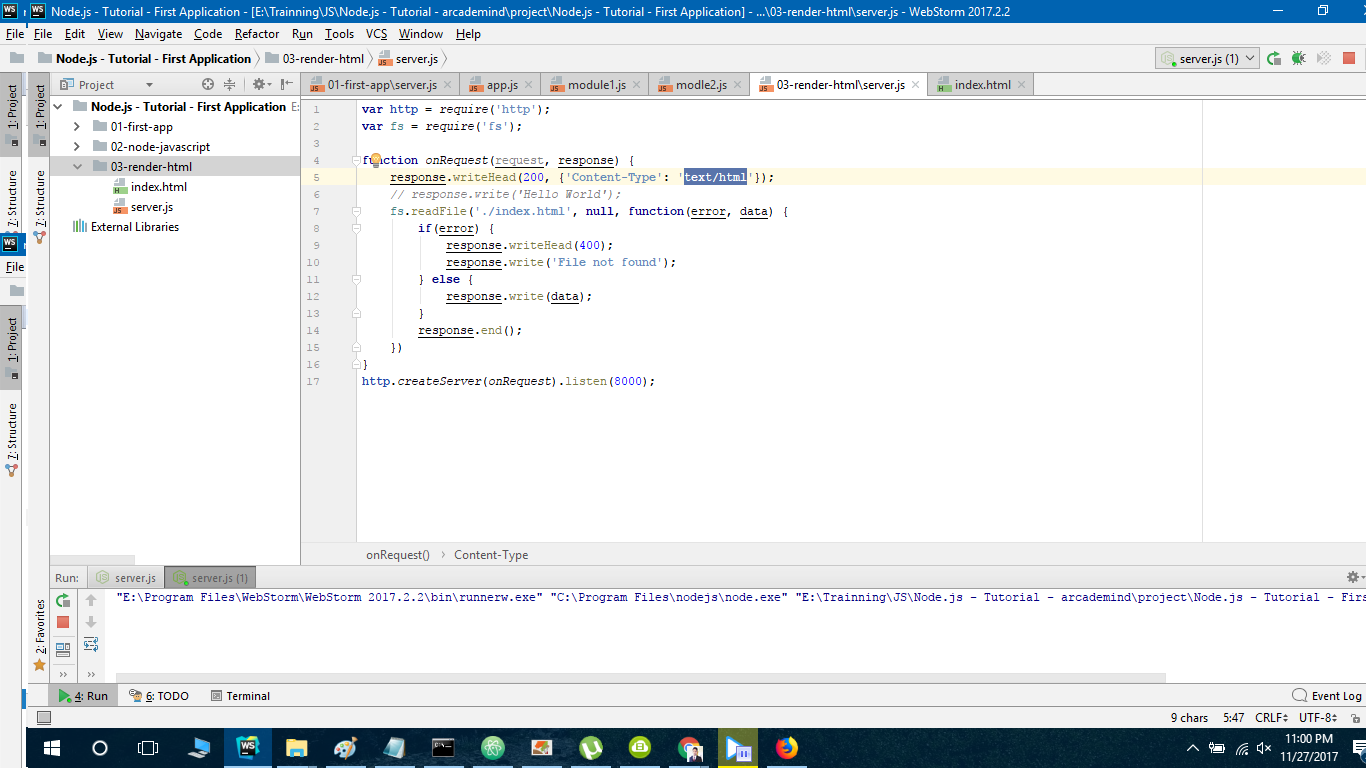 Node.js - Tutorial - First Application - [E:\Trainning\JS\Node.js - Tutorial - arcademind\project\Node.js - Tutorial - First Application] - ...\03-render-html\server.js - WebStorm 2017.2.2
File File Edit View Navigate Code Refactor Run Tools VCS Window Help
Node.js - Tutorial - First Application 03-render-html server.js server.js (1)
Project 01-first-app\server.js app.js module1.js modle2.js 03-render-html\server.js index.html
Node.js - Tutorial - First Application E:
01-first-app
02-node-javascript
03-render-html
index.html
server.js
External Libraries
1: Project
7: Structure
1: Project
7: Structure
2: Favorites
File
1: Project
7: Structure
1 var http = require('http');
2 var fs = require('fs');
3
4 function onRequest(request, response) {
5 response.writeHead(200, {'Content-Type': 'text/html'});
6 // response.write('Hello World');
7 fs.readFile('./index.html', null, function(error, data) {
8 if(error) {
9 response.writeHead(400);
10 response.write('File not found');
11 } else {
12 response.write(data);
13 }
14 response.end();
15 })
16 }
17 http.createServer(onRequest).listen(8000);
onRequest() Content-Type
Run: server.js server.js (1)
"E:\Program Files\WebStorm\WebStorm 2017.2.2\bin\runnerw.exe" "C:\Program Files\nodejs\node.exe" "E:\Trainning\JS\Node.js - Tutorial - arcademind\project\Node.js - Tutorial - Firs
4: Run 6: TODO Terminal Event Log
9 chars 5:47 CRLF UTF-8
WS
11:00 PM
11/27/2017